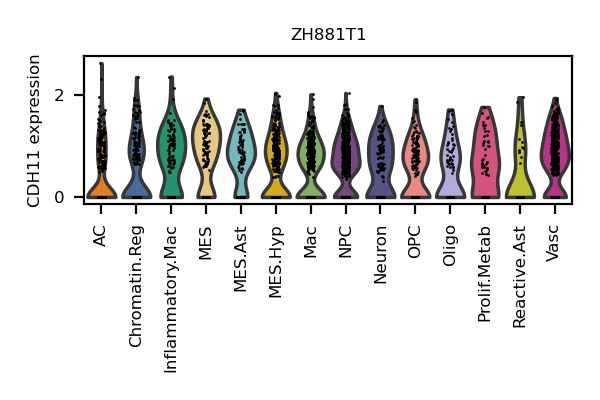 ZH881T1
CDH11 expression
2
0
AC
Chromatin.Reg
Inflammatory.Mac
MES
MES.Ast
MES.Hyp
Mac
NPC
Neuron
OPC
Oligo
Prolif.Metab
Reactive.Ast
Vasc